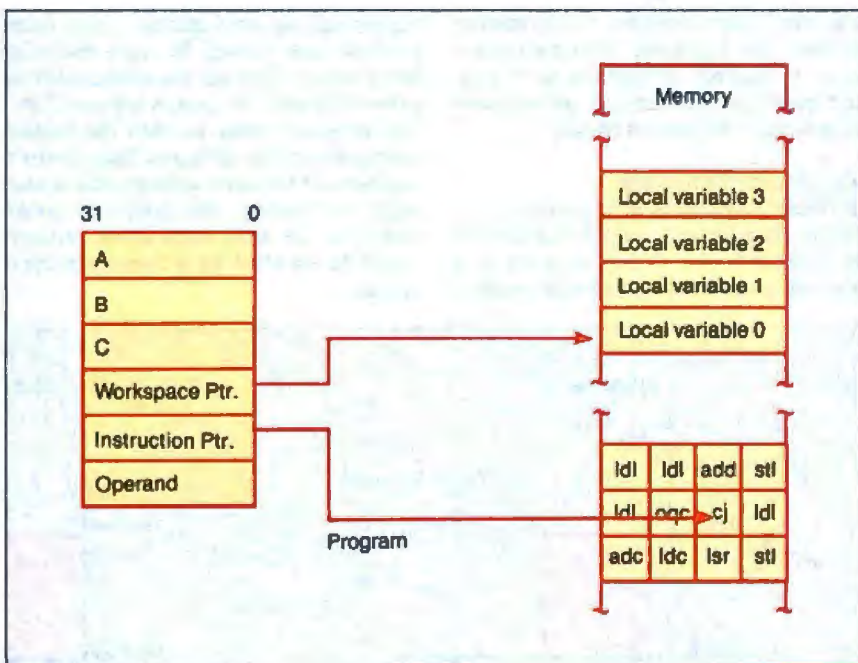 Memory
Local variable 3
Local variable 2
Local variable 1
Local variable 0
31 0
A
B
C
Workspace Ptr.
Instruction Ptr.
Operand
Program
ldl ldl add stl
ldl cj ldl
adc ldc lsr stl